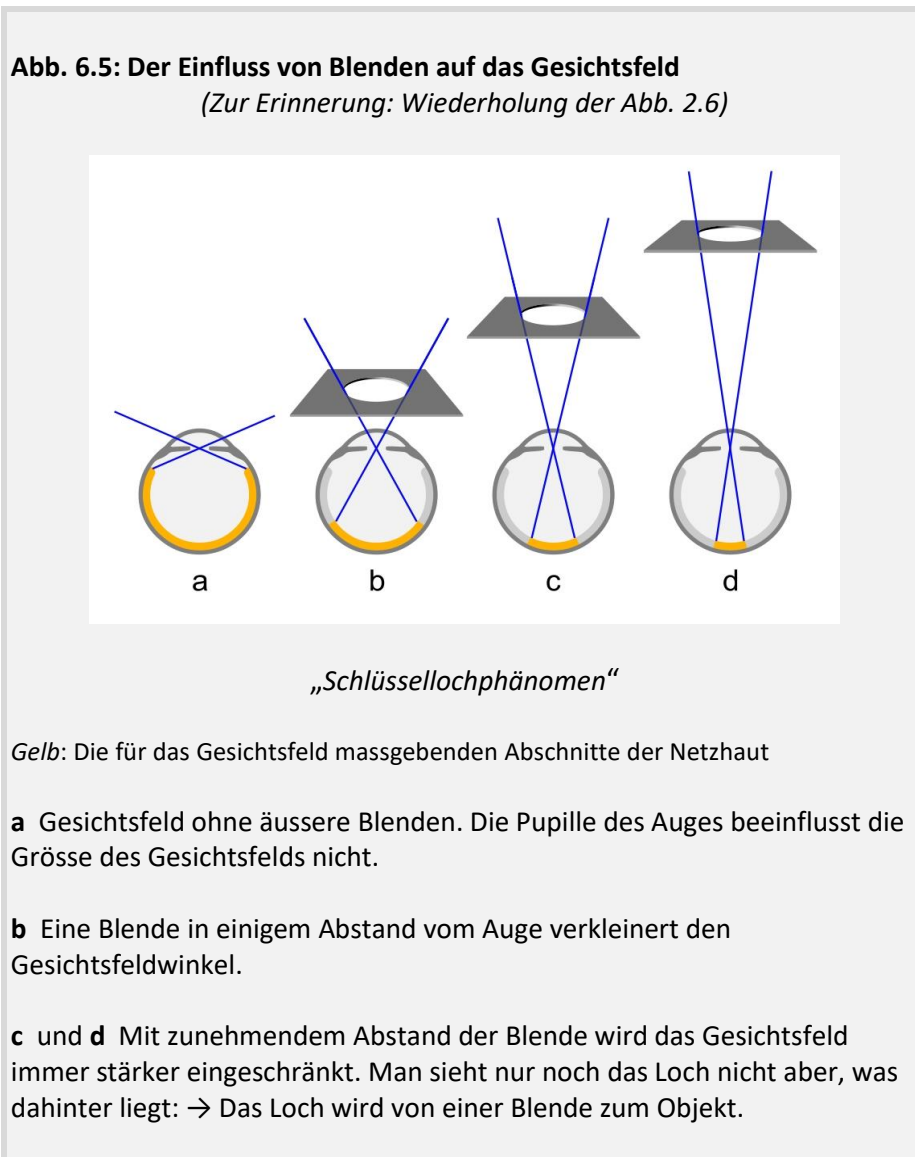 Abb. 6.5: Der Einfluss von Blenden auf das Gesichtsfeld
(Zur Erinnerung: Wiederholung der Abb. 2.6)
a b c d
„Schlüssellochphänomen“
Gelb: Die für das Gesichtsfeld massgebenden Abschnitte der Netzhaut
a Gesichtsfeld ohne äussere Blenden. Die Pupille des Auges beeinflusst die
Grösse des Gesichtsfelds nicht.
b Eine Blende in einigem Abstand vom Auge verkleinert den
Gesichtsfeldwinkel.
c und d Mit zunehmendem Abstand der Blende wird das Gesichtsfeld
immer stärker eingeschränkt. Man sieht nur noch das Loch nicht aber, was
dahinter liegt: → Das Loch wird von einer Blende zum Objekt.